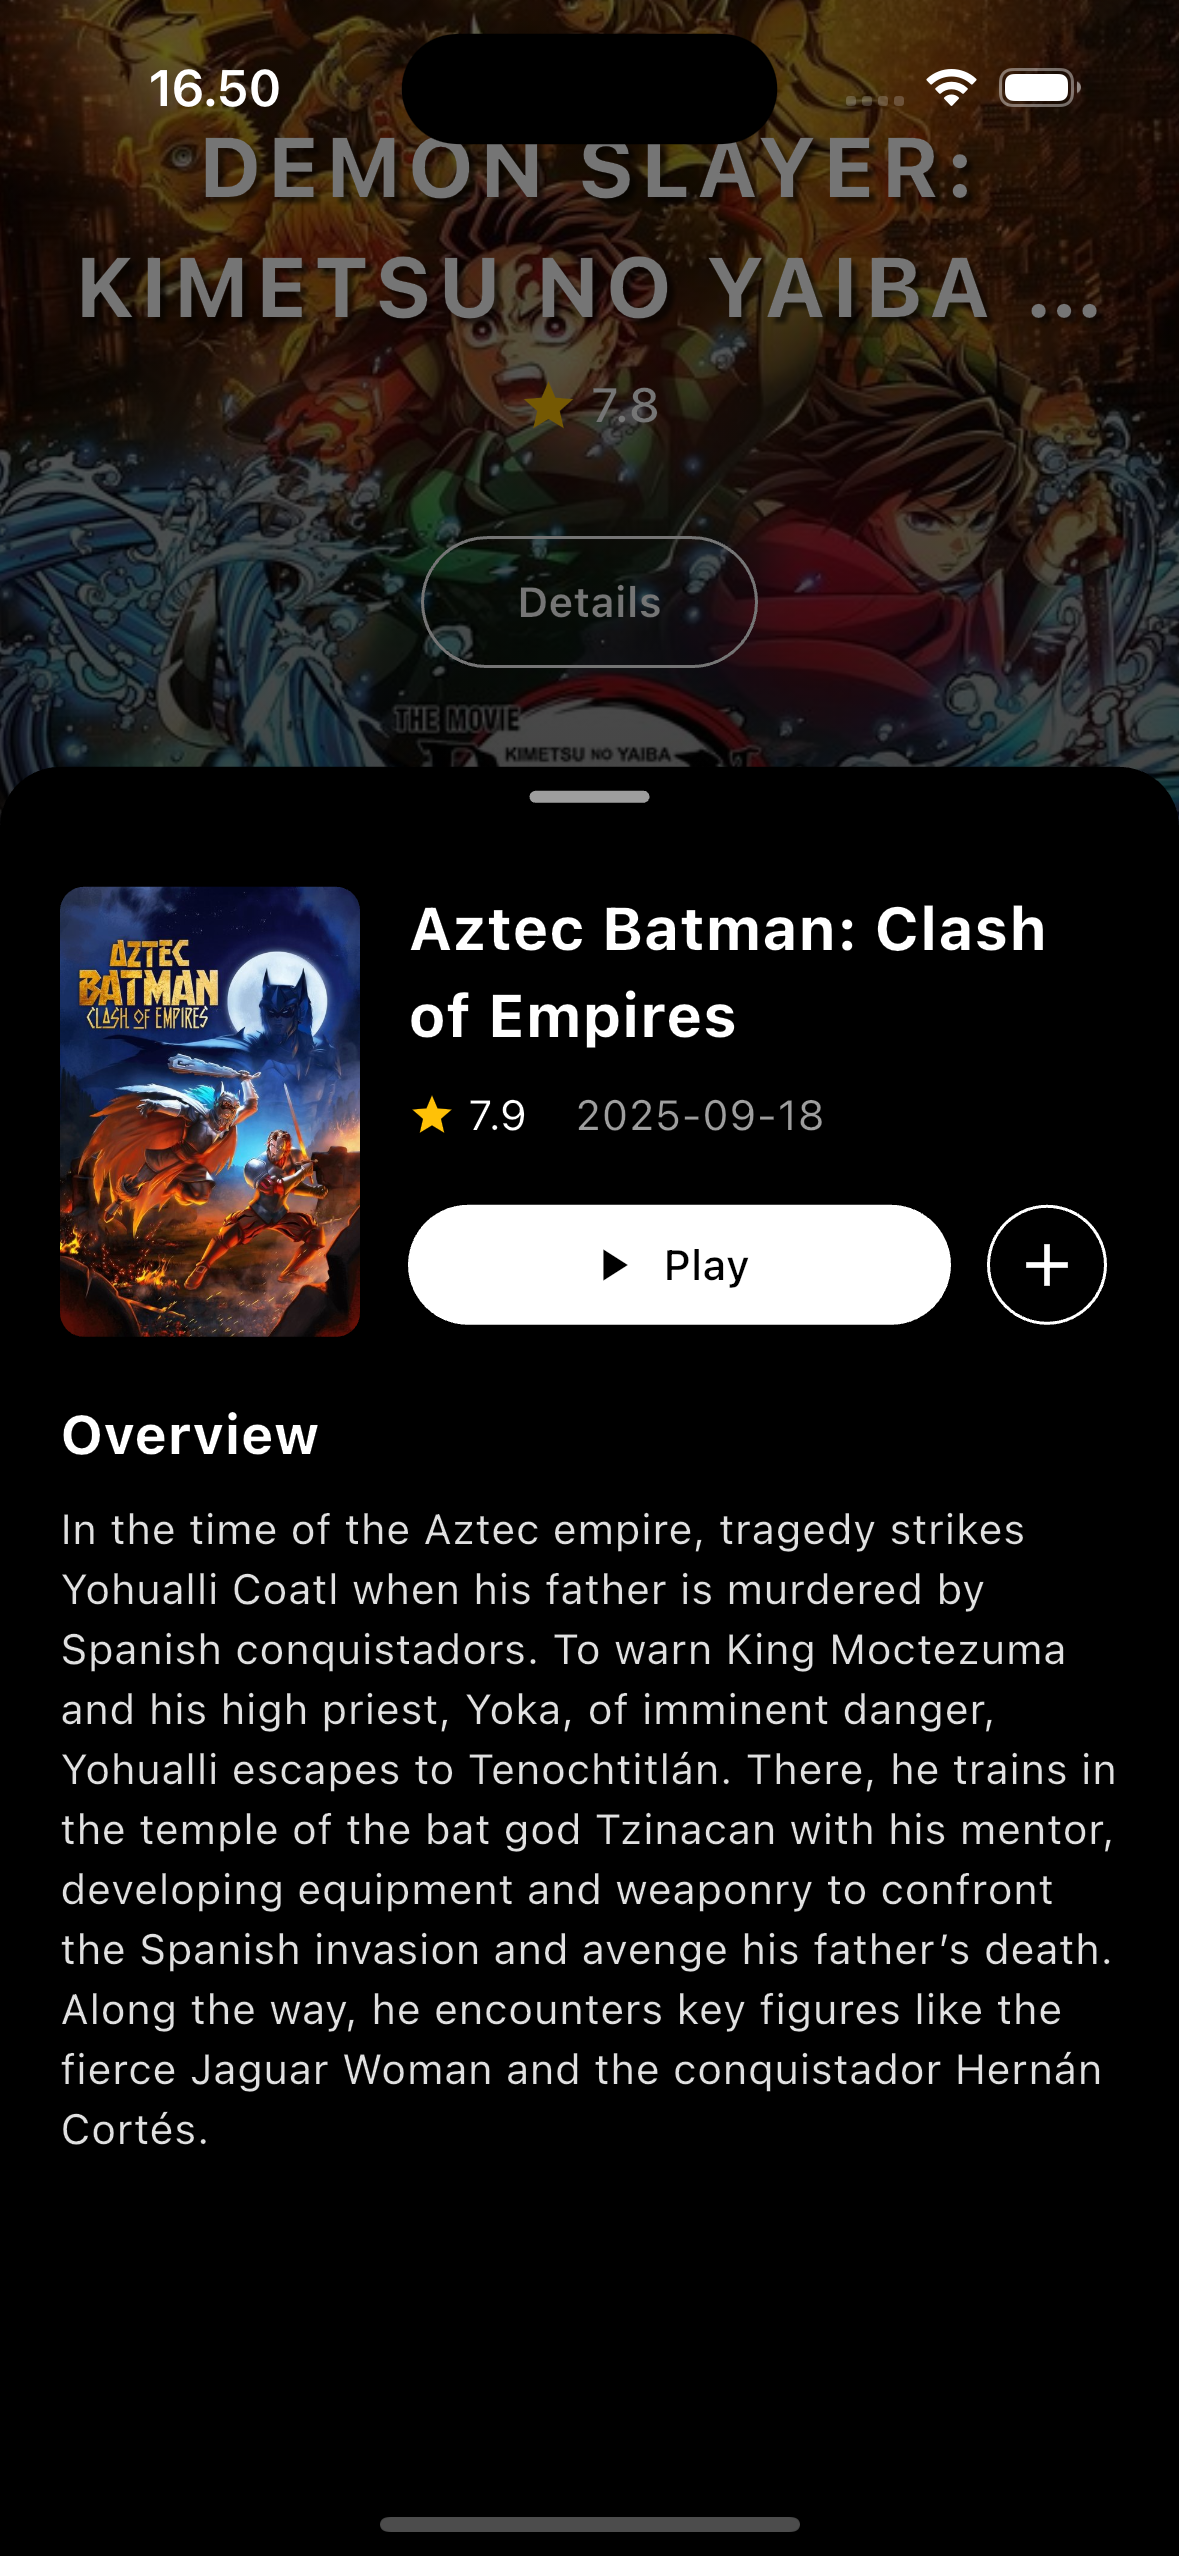 16.50
DEMON SLAYER:
KIMETSU NO YAIBA ...
7.8
Details
THE MOVIE
KIMETSU NO YAIBA
AZTEC
BATMAN
CLASH OF EMPIRES
Aztec Batman: Clash
of Empires
7.9 2025-09-18
Play
Overview
In the time of the Aztec empire, tragedy strikes
Yohualli Coatl when his father is murdered by
Spanish conquistadors. To warn King Moctezuma
and his high priest, Yoka, of imminent danger,
Yohualli escapes to Tenochtitlán. There, he trains in
the temple of the bat god Tzinacan with his mentor,
developing equipment and weaponry to confront
the Spanish invasion and avenge his father’s death.
Along the way, he encounters key figures like the
fierce Jaguar Woman and the conquistador Hernán
Cortés.